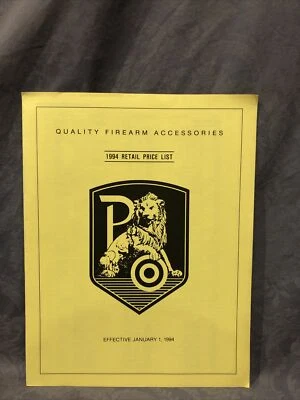 QUALITY FIREARM ACCESSORIES
1994 RETAIL PRICE LIST
P
EFFECTIVE JANUARY 1, 1994